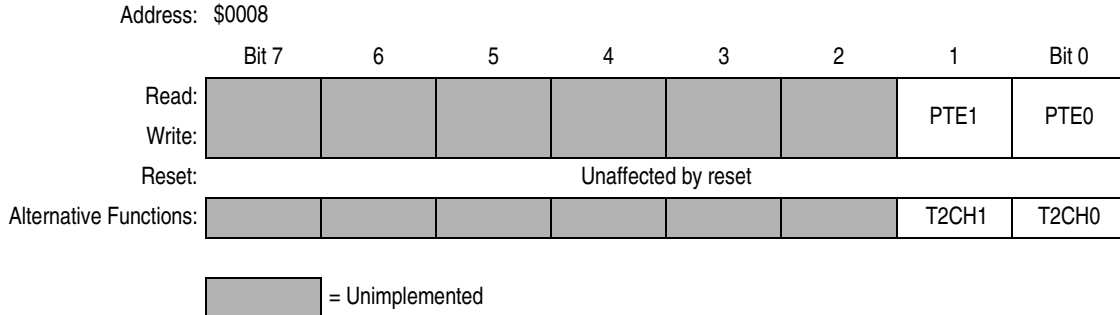 Address: $0008
Bit 7 6 5 4 3 2 1 Bit 0
Read:
PTE1 PTE0
Write:
Reset: Unaffected by reset
Alternative Functions: T2CH1 T2CH0
= Unimplemented